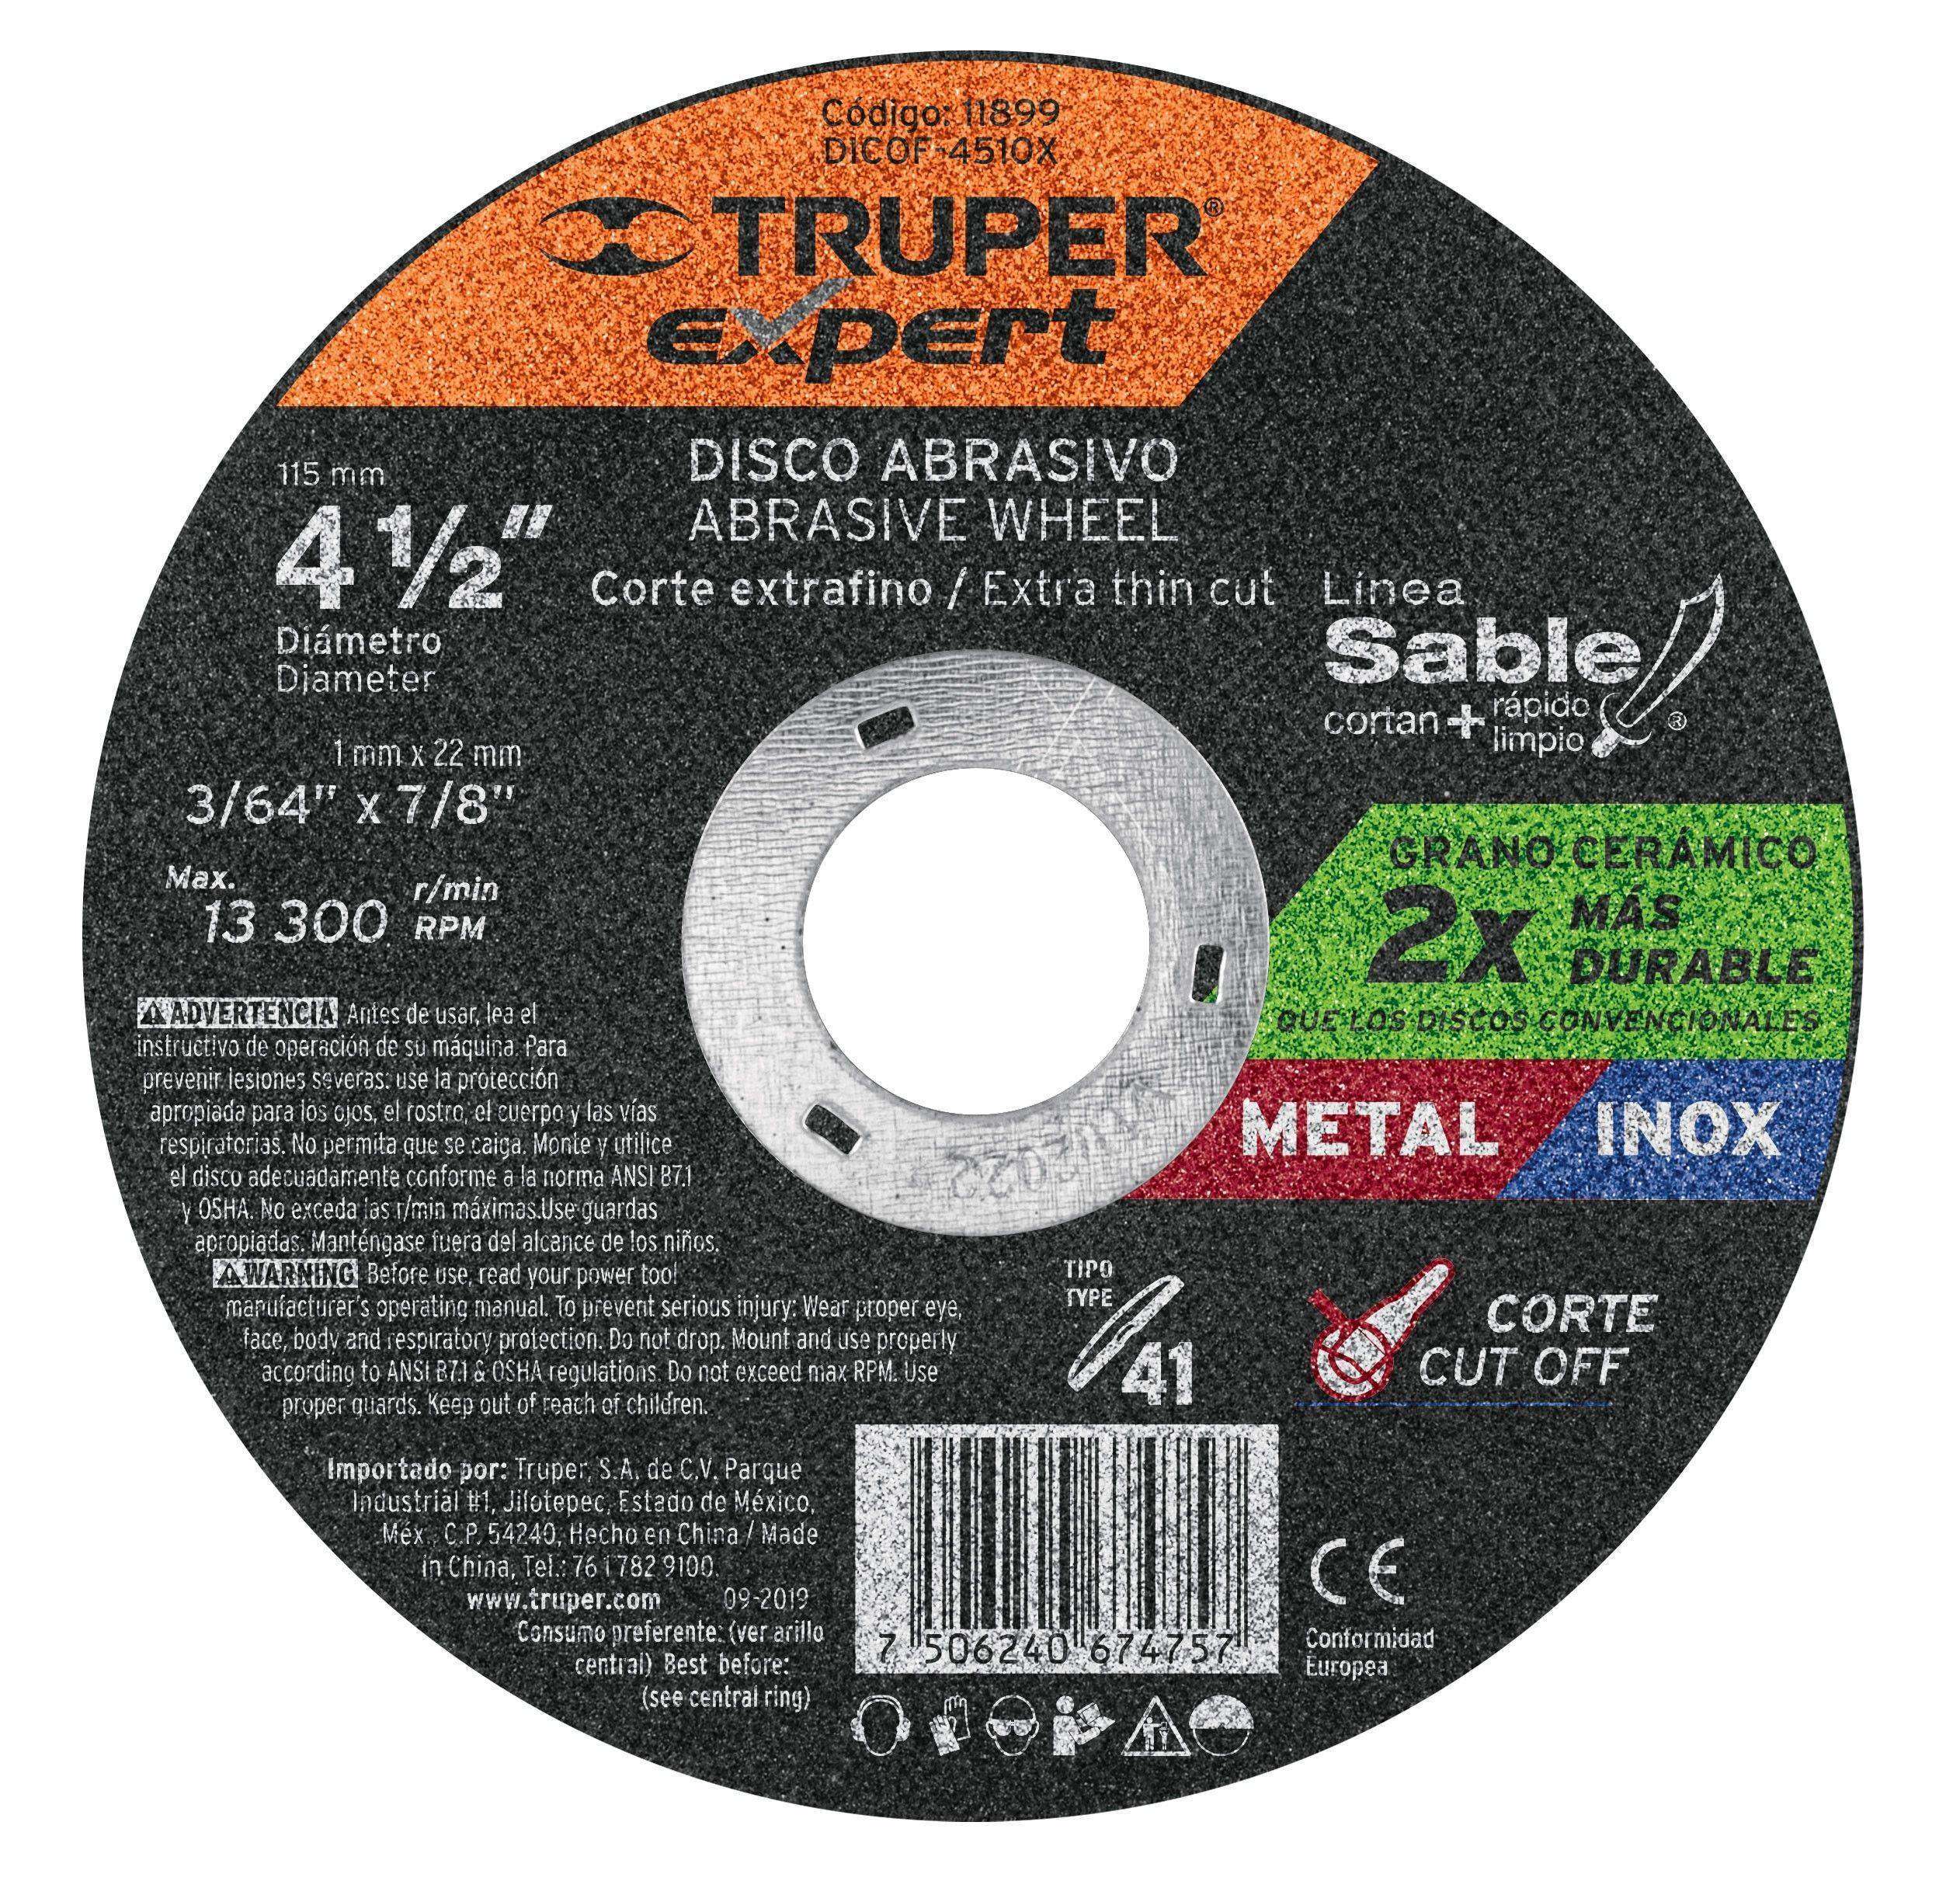 Código: 11899
DICOF-4510X
TRUPER®
expert
DISCO ABRASIVO
ABRASIVE WHEEL
Corte extrafino / Extra thin cut
115 mm
4 1/2"
Diámetro
Diameter
1 mm x 22 mm
3/64" x 7/8"
Max. 13 300 r/min RPM
Línea
Sable
cortan + rápido limpio ®
GRANO CERÁMICO
2x MÁS DURABLE
QUE LOS DISCOS CONVENCIONALES
METAL INOX
ADVERTENCIA Antes de usar, lea el
instructivo de operación de su máquina. Para
prevenir lesiones severas: use la protección
apropiada para los ojos, el rostro, el cuerpo y las vías
respiratorias. No permita que se caiga. Monte y utilice
el disco adecuadamente conforme a la norma ANSI B7.1
y OSHA. No exceda las r/min máximas.Use guardas
apropiadas. Manténgase fuera del alcance de los niños.
WARNING Before use, read your power tool
manufacturer's operating manual. To prevent serious injury: Wear proper eye,
face, body and respiratory protection. Do not drop. Mount and use properly
according to ANSI B7.1 & OSHA regulations. Do not exceed max RPM. Use
proper guards. Keep out of reach of children.
TIPO
TYPE
41
CORTE
CUT OFF
Importado por: Truper, S.A. de C.V. Parque
Industrial #1, Jilotepec, Estado de México,
Méx., C.P. 54240, Hecho en China / Made
in China, Tel.: 76 1 782 9100.
www.truper.com 09-2019
Consumo preferente: (ver arillo
central) Best before:
(see central ring)
7 506240 674757
CE
Conformidad
Europea